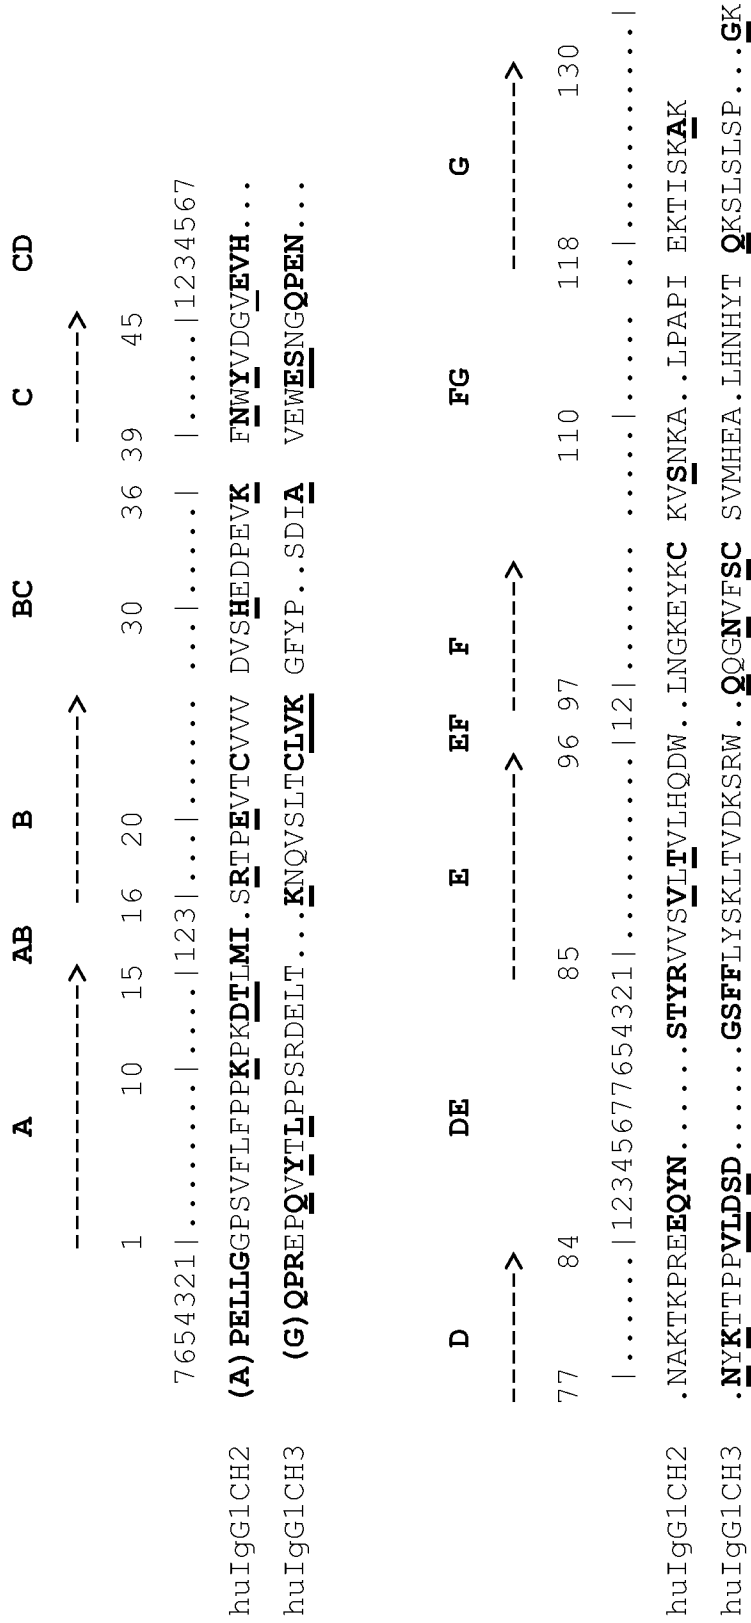 A AB B BC C CD
-----------------> ------------> ------->
1 10 15 16 20 30 36 39 45
7654321|........|....|123|...|...... ...|.....| |.....|1234567
huIgG1CH2 (A)PELLGGPSVFLFPPKPKDTLMI.SRTPEVTCVVV DVSHEDPEVK FNWYVDGVEVH...
huIgG1CH3 (G)QPREPQVYTLPPSRDELT...KNQVSLTCLVK GFYP..SDIA VEWESNGQPEN...
D DE E EF F FG G
--------> -------------> --------> ------------>
77 84 85 96 97 110 118 130
|......|12345677654321|..........|12|....... .....|....... |............|
huIgG1CH2 .NAKTKPREEQYN......STYRVVSVLTVLHQDW..LNGKEYKC KVSNKA..LPAPI EKTISKAK
huIgG1CH3 .NYKTTPPVLDSD......GSFFLYSKLTVDKSRW..QQGNVFSC SVMHEA.LHNHYT QKSLSLSP....GK